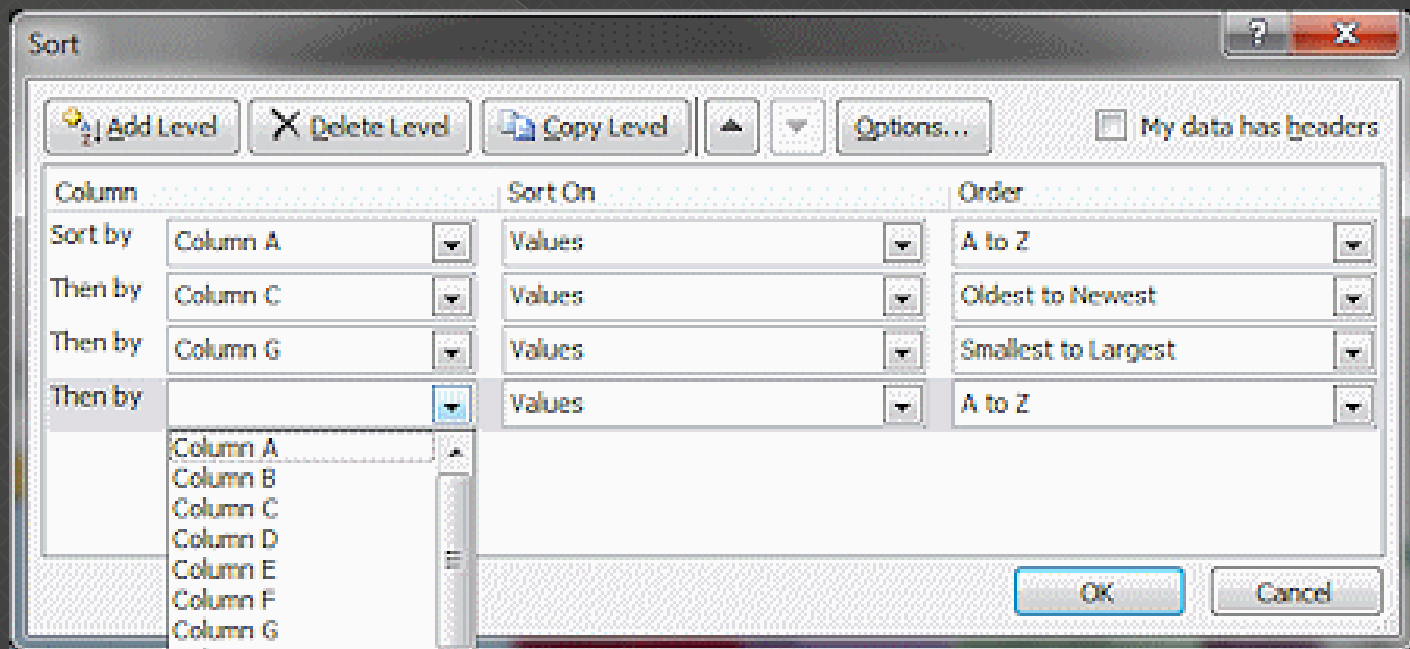 Sort
?
X
Add Level Delete Level Copy Level Options... My data has headers
Column Sort On Order
Sort by Column A Values A to Z
Then by Column C Values Oldest to Newest
Then by Column G Values Smallest to Largest
Then by Values A to Z
Column A
Column B
Column C
Column D
Column E
Column F
Column G
OK Cancel